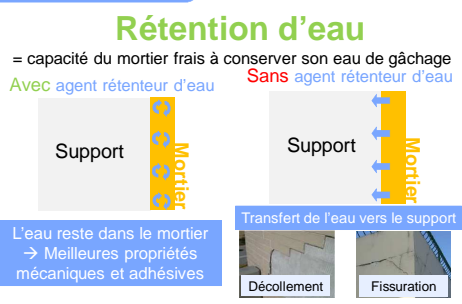 Rétention d'eau
= capacité du mortier frais à conserver son eau de gâchage
Avec agent rétenteur d'eau
Support
Mortier
L'eau reste dans le mortier
→ Meilleures propriétés
mécaniques et adhésives
Sans agent rétenteur d'eau
Support
Mortier
Transfert de l'eau vers le support
Décollement
Fissuration